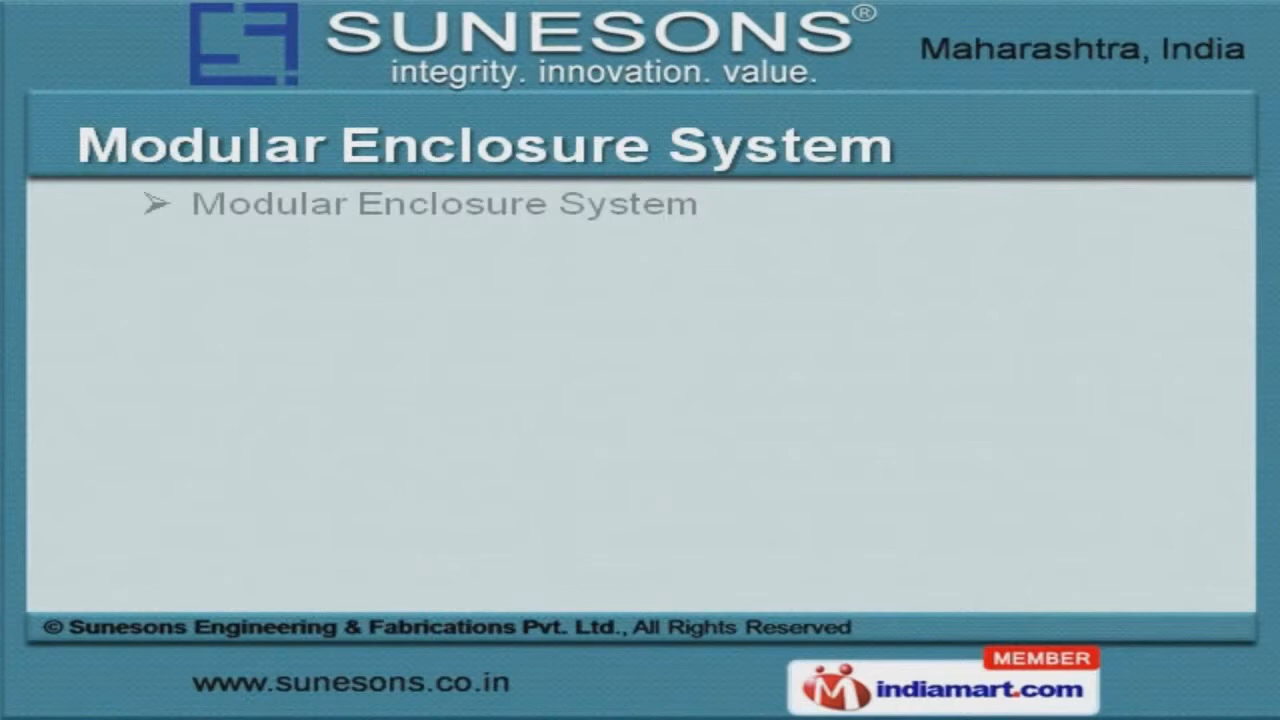 SUNESONS®
integrity. innovation. value.
Maharashtra, India
Modular Enclosure System
➢ Modular Enclosure System
© Sunesons Engineering & Fabrications Pvt. Ltd., All Rights Reserved
www.sunesons.co.in
MEMBER
indiamart.com